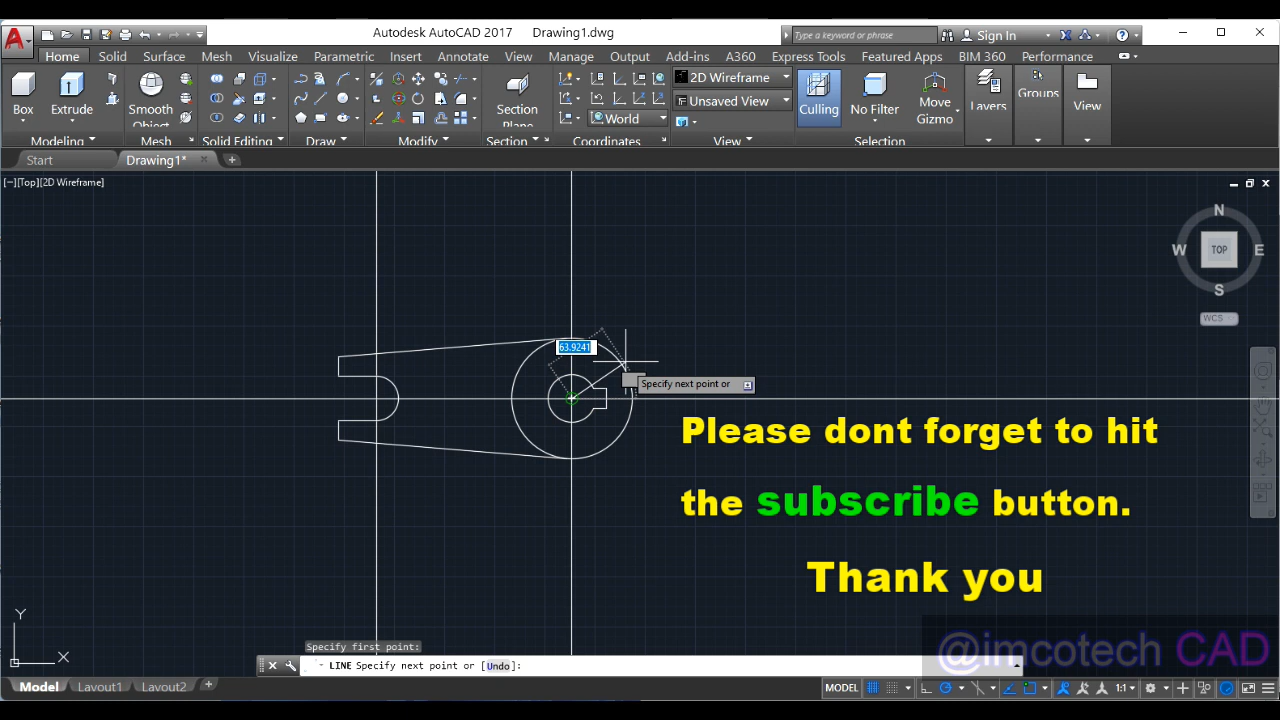 Autodesk AutoCAD 2017 Drawing1.dwg
Type a keyword or phrase
Sign In
Home Solid Surface Mesh Visualize Parametric Insert Annotate View Manage Output Add-ins A360 Express Tools Featured Apps BIM 360 Performance
Box
Extrude
Smooth
Object
Section
Plane
World
2D Wireframe
Unsaved View
Culling
No Filter
Move
Gizmo
Layers
Groups
View
Modeling
Mesh
Solid Editing
Draw
Modify
Section
Coordinates
View
Selection
Start
Drawing1*
[−][Top][2D Wireframe]
N
W TOP E
S
WCS
63.9241
Specify next point or
Please dont forget to hit
the subscribe button.
Thank you
@imcotech CAD
Y
X
Specify first point:
LINE Specify next point or [Undo]:
Model Layout1 Layout2
MODEL
1:1